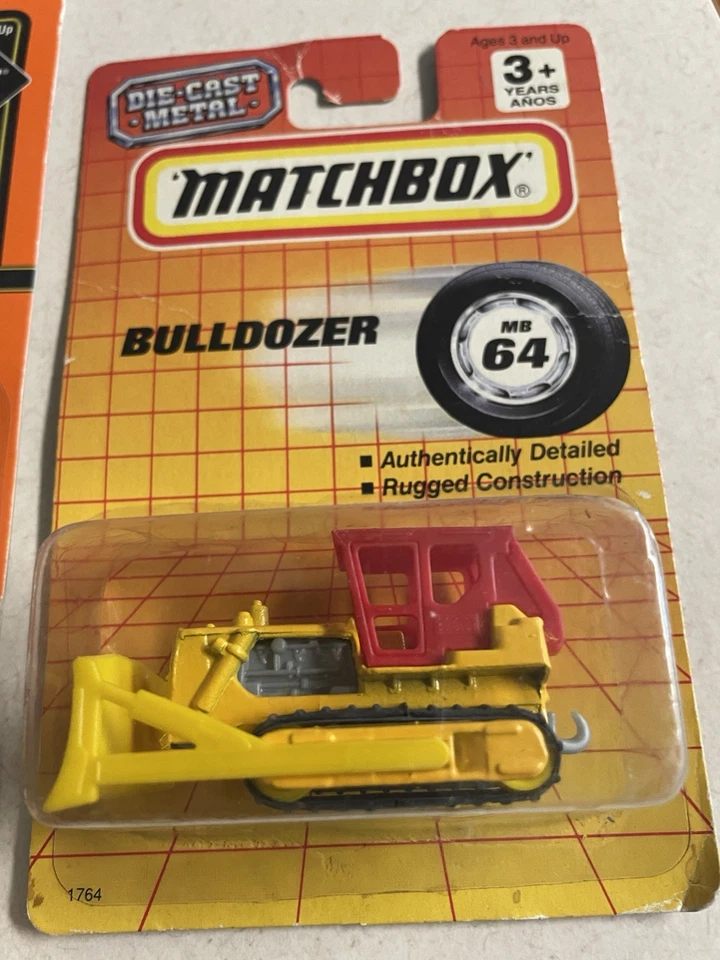 Up
Ages 3 and Up
DIE-CAST
• METAL •
3+
YEARS
AÑOS
'MATCHBOX'®
BULLDOZER
MB
64
■ Authentically Detailed
■ Rugged Construction
1764